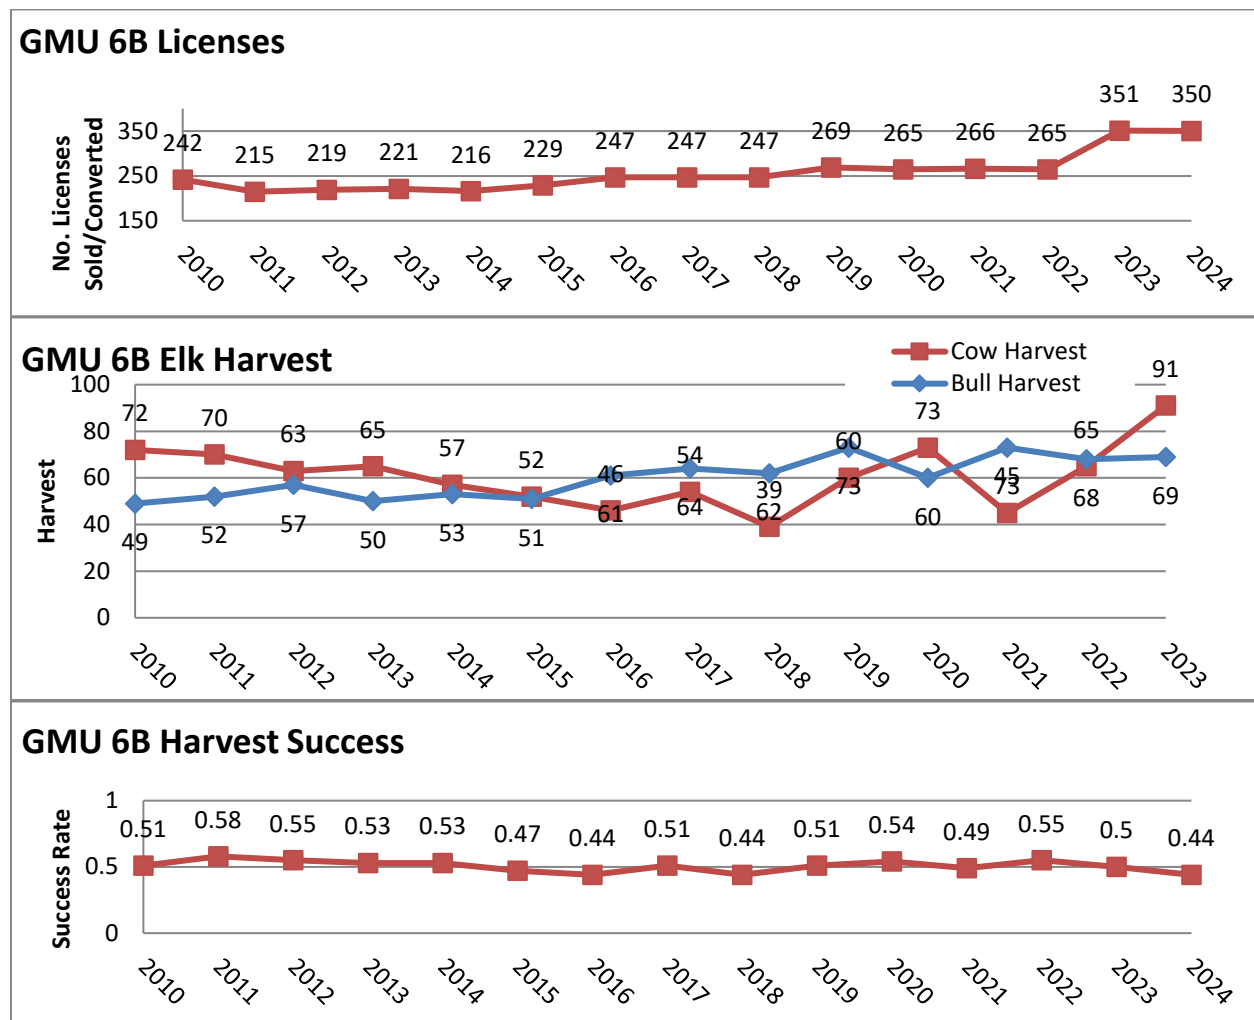 GMU 6B Licenses
No. Licenses
Sold/Converted
350
250
150
242 215 219 221 216 229 247 247 247 269 265 266 265 351 350
2010 2011 2012 2013 2014 2015 2016 2017 2018 2019 2020 2021 2022 2023 2024
GMU 6B Elk Harvest
Cow Harvest
Bull Harvest
Harvest
100
80
60
40
20
0
72 70 63 65 57 52 46 54 39 60 73 45 65 91
49 52 57 50 53 51 61 64 62 73 60 73 68 69
2010 2011 2012 2013 2014 2015 2016 2017 2018 2019 2020 2021 2022 2023
GMU 6B Harvest Success
Success Rate
1
0.5
0
0.51 0.58 0.55 0.53 0.53 0.47 0.44 0.51 0.44 0.51 0.54 0.49 0.55 0.5 0.44
2010 2011 2012 2013 2014 2015 2016 2017 2018 2019 2020 2021 2022 2023 2024